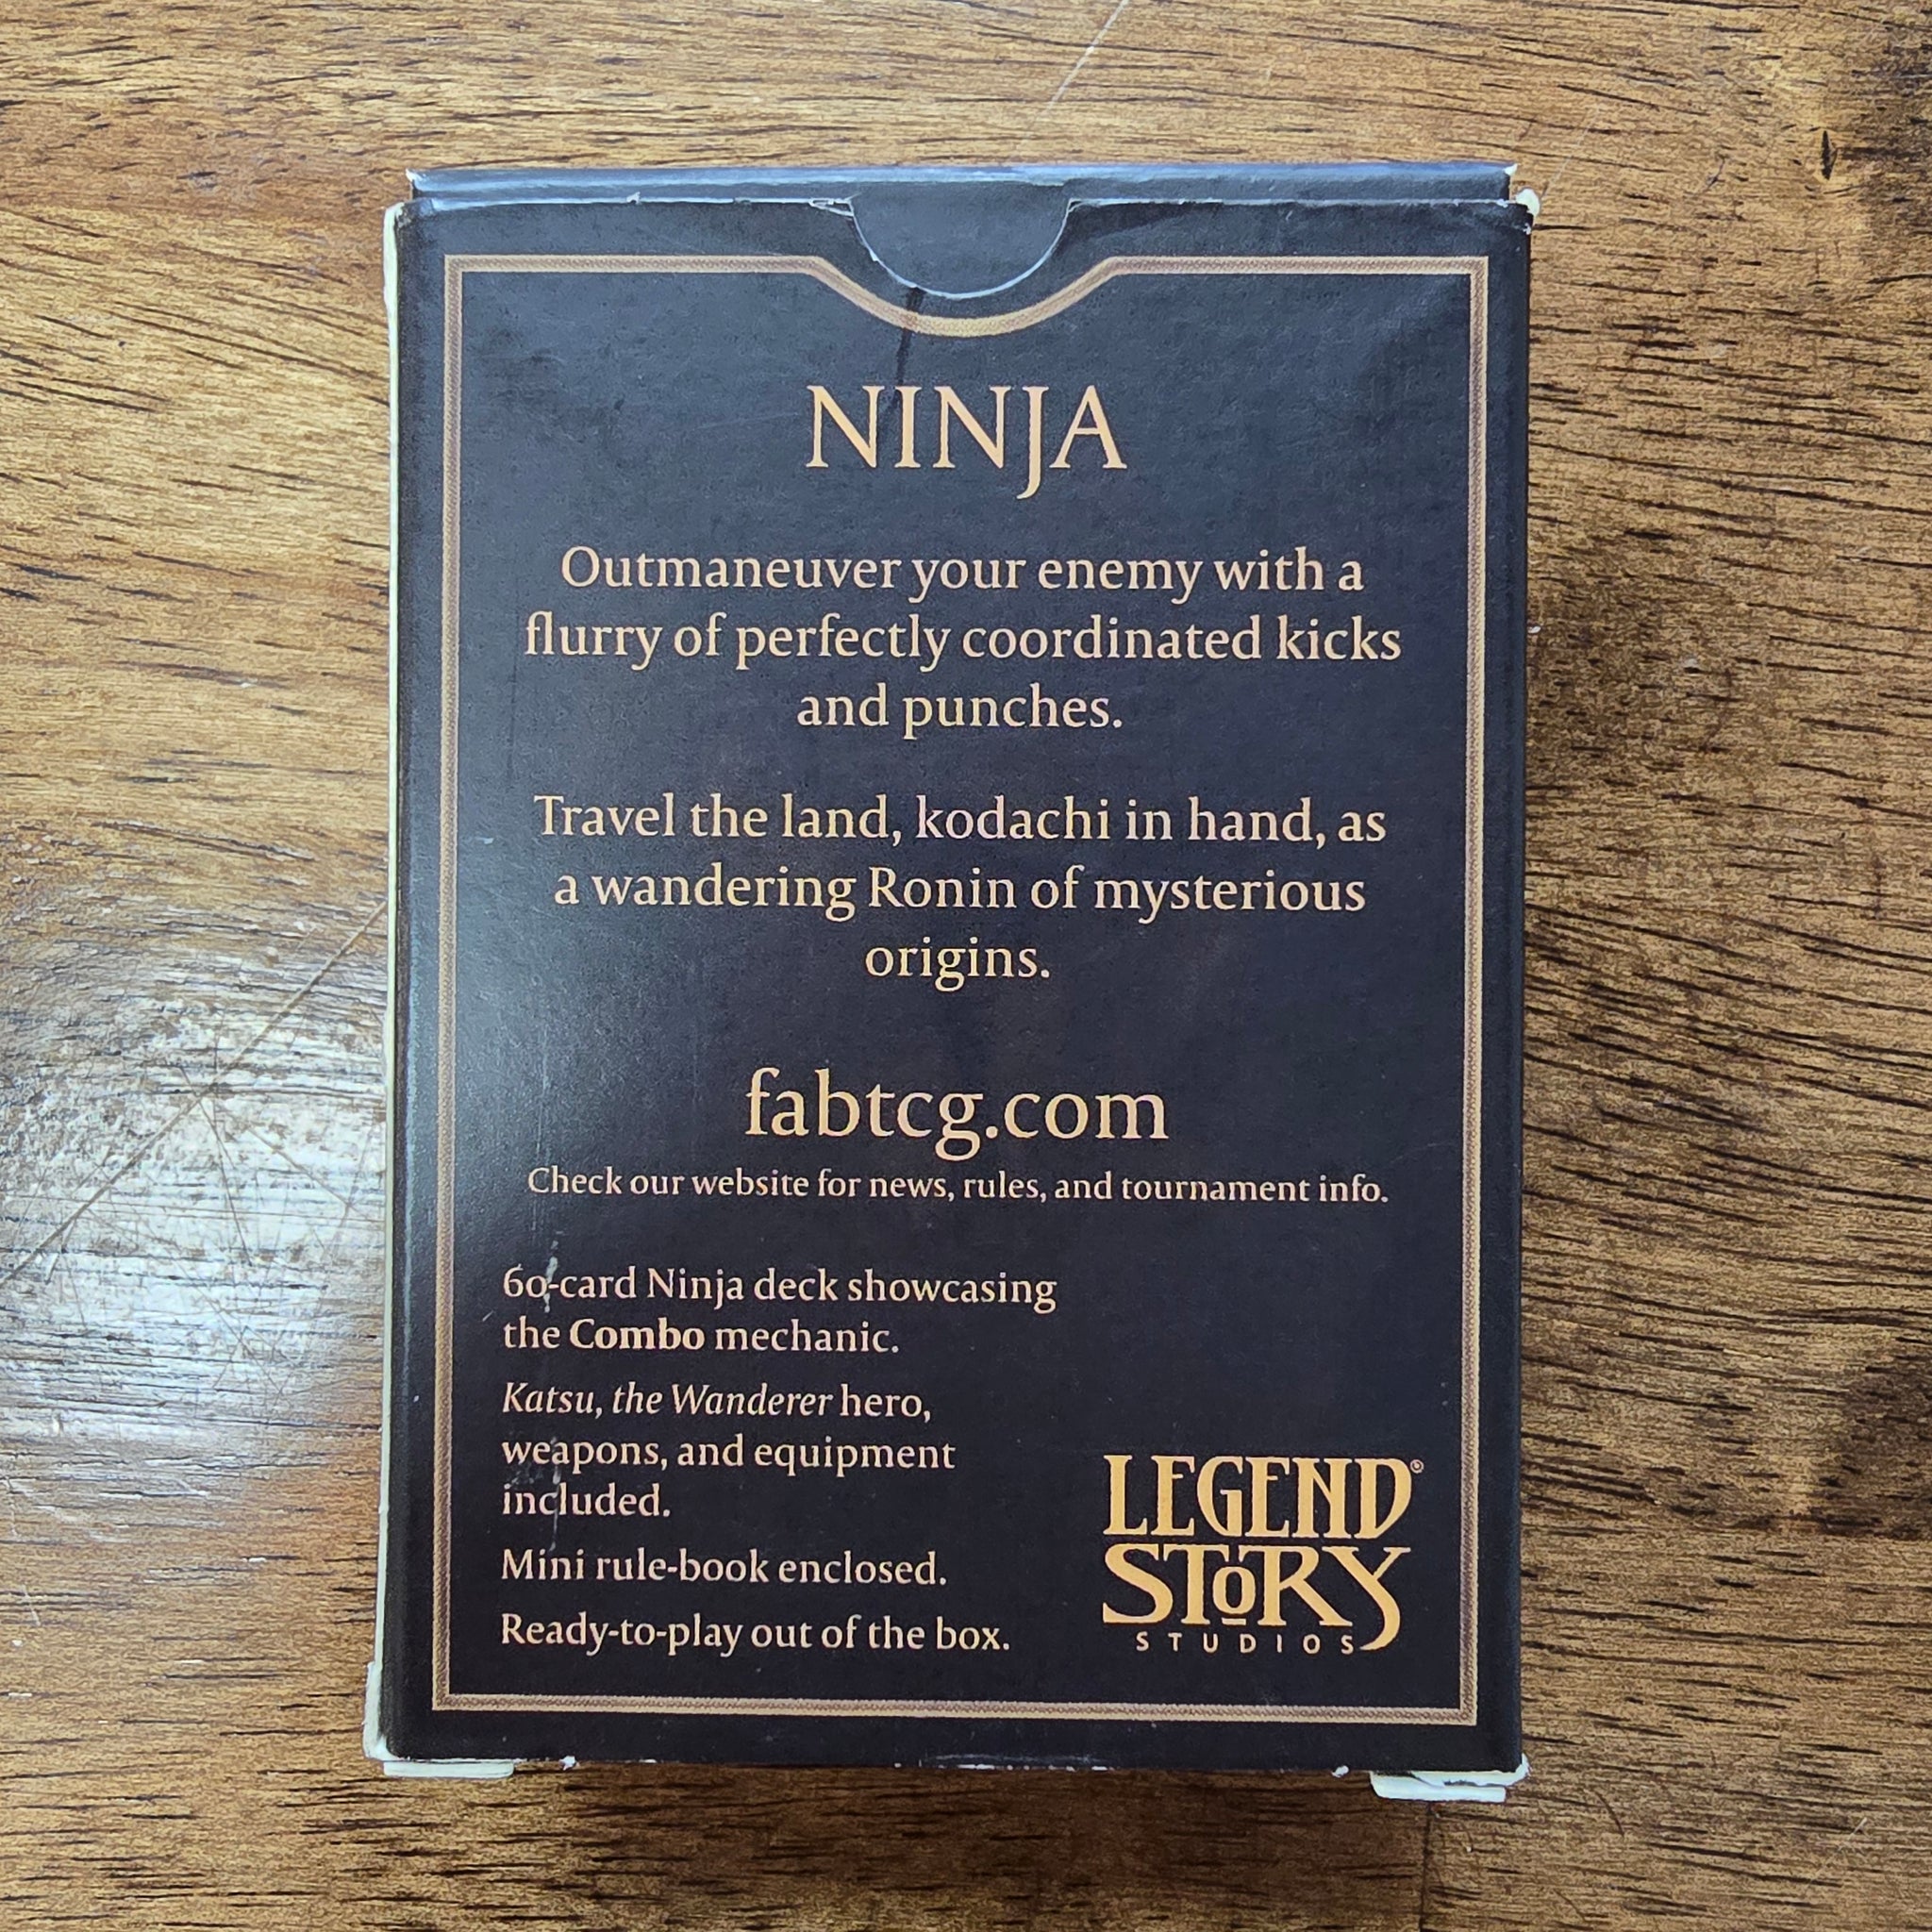 NINJA
Outmaneuver your enemy with a
flurry of perfectly coordinated kicks
and punches.
Travel the land, kodachi in hand, as
a wandering Ronin of mysterious
origins.
fabtcg.com
Check our website for news, rules, and tournament info.
60-card Ninja deck showcasing
the Combo mechanic.
Katsu, the Wanderer hero,
weapons, and equipment
included.
Mini rule-book enclosed.
Ready-to-play out of the box.
LEGEND®
STORY
STUDIOS